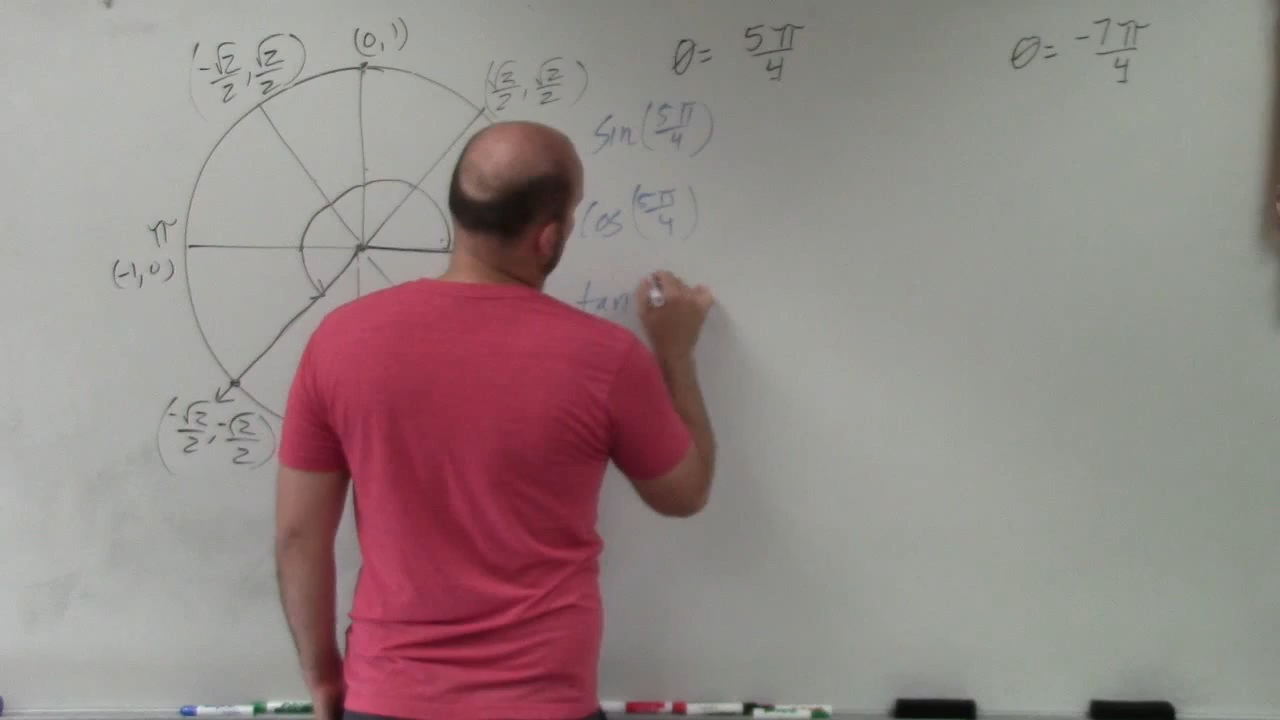 (0, 1)
(-√2/2, √2/2)
(√2/2, √2/2)
π
(-1, 0)
(-√2/2, -√2/2)
θ = 5π/4
sin(5π/4)
cos(5π/4)
tan
θ = -7π/4